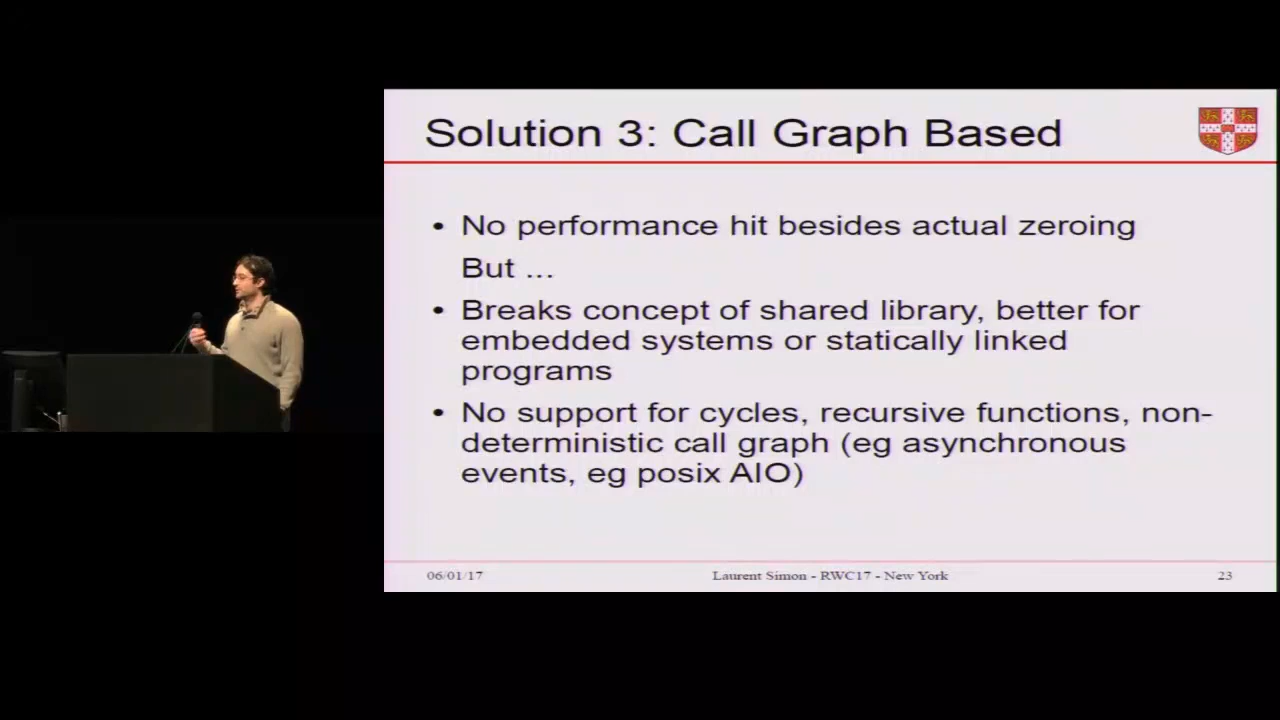 Solution 3: Call Graph Based
• No performance hit besides actual zeroing
But ...
• Breaks concept of shared library, better for
embedded systems or statically linked
programs
• No support for cycles, recursive functions, non-
deterministic call graph (eg asynchronous
events, eg posix AIO)
06/01/17
Laurent Simon - RWC17 - New York
23